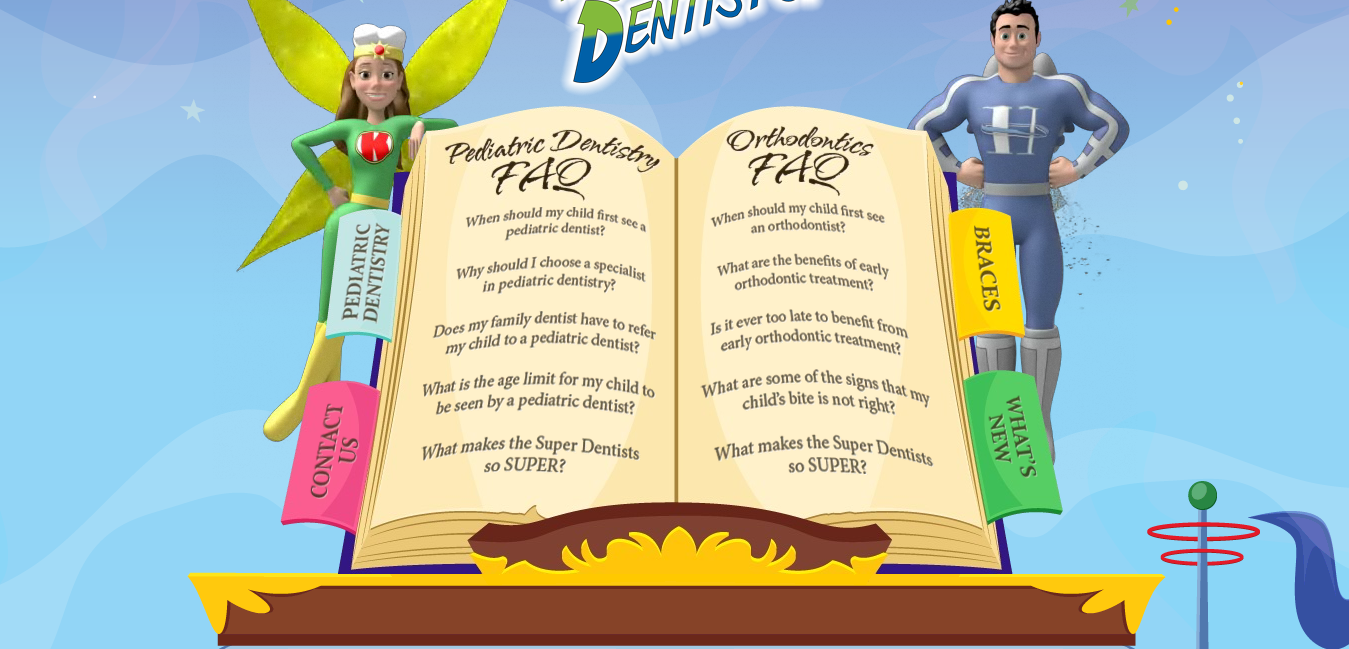 DENTISTS
K
H
Pediatric Dentistry
FAQ
When should my child first see a
pediatric dentist?
Why should I choose a specialist
in pediatric dentistry?
Does my family dentist have to refer
my child to a pediatric dentist?
What is the age limit for my child to
be seen by a pediatric dentist?
What makes the Super Dentists
so SUPER?
Orthodontics
FAQ
When should my child first see
an orthodontist?
What are the benefits of early
orthodontic treatment?
Is it ever too late to benefit from
early orthodontic treatment?
What are some of the signs that my
child's bite is not right?
What makes the Super Dentists
so SUPER?
PEDIATRIC
DENTISTRY
CONTACT
US
BRACES
WHAT'S
NEW